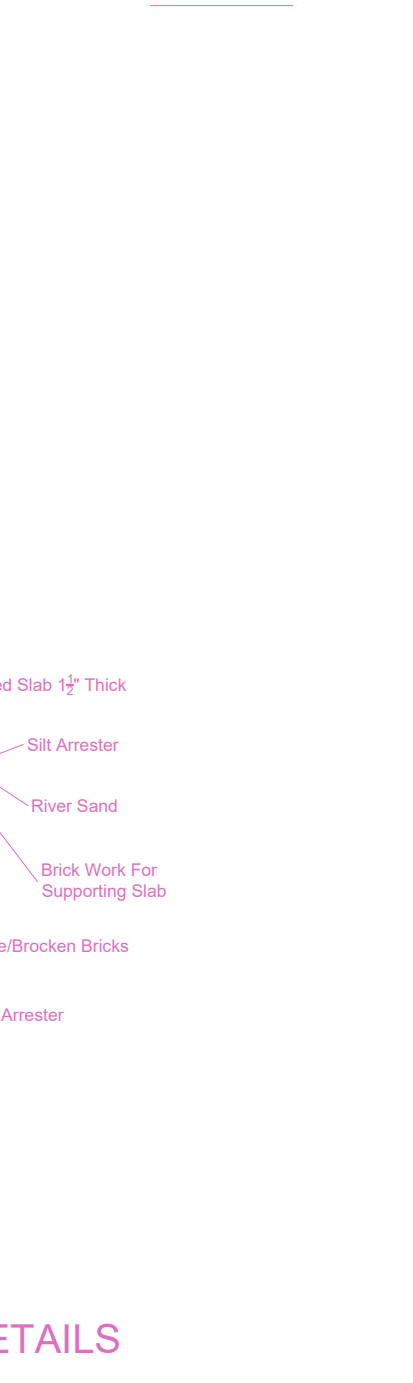 ed Slab 1½" Thick
Silt Arrester
River Sand
Brick Work For
Supporting Slab
e/Brocken Bricks
Arrester
ETAILS